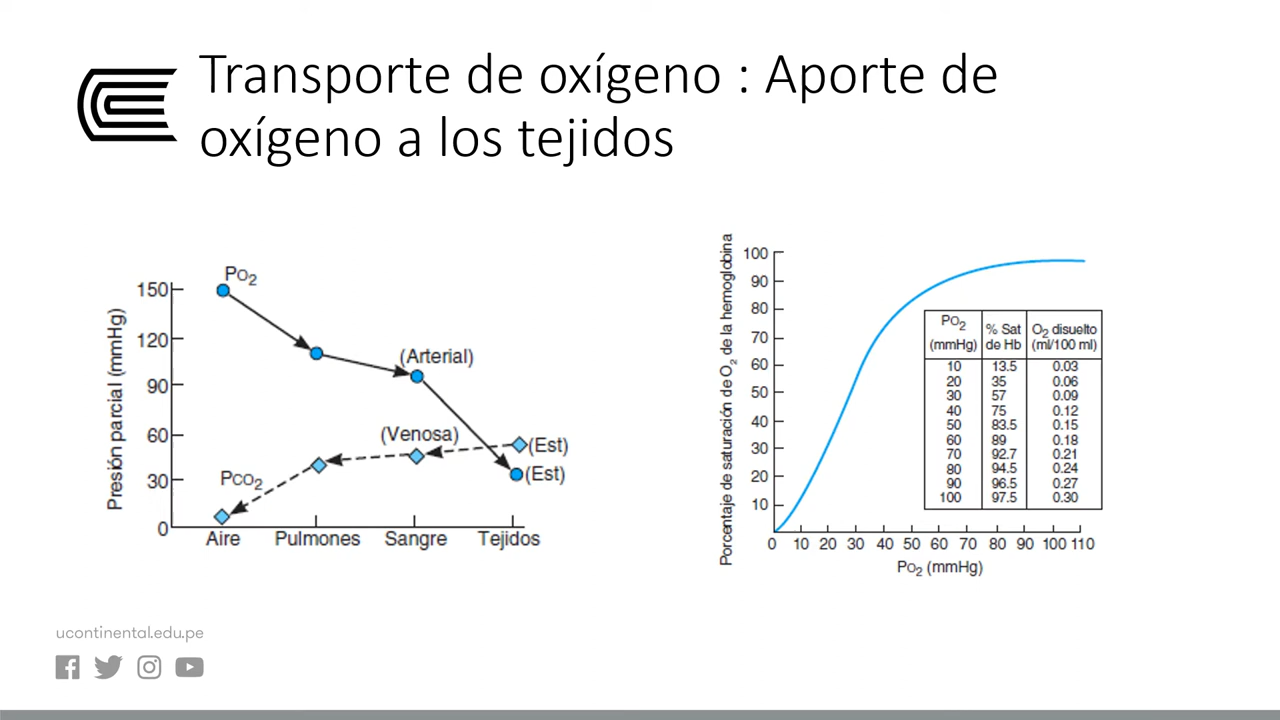 Transporte de oxígeno : Aporte de
oxígeno a los tejidos
Presión parcial (mmHg)
150
120
90
60
30
0
PO2
(Arterial)
(Venosa)
(Est)
(Est)
PCO2
Aire Pulmones Sangre Tejidos
Porcentaje de saturación de O2 de la hemoglobina
100
90
80
70
60
50
40
30
20
10
0 10 20 30 40 50 60 70 80 90 100 110
PO2 (mmHg)
PO2 % Sat O2 disuelto
(mmHg) de Hb (ml/100 ml)
10 13.5 0.03
20 35 0.06
30 57 0.09
40 75 0.12
50 83.5 0.15
60 89 0.18
70 92.7 0.21
80 94.5 0.24
90 96.5 0.27
100 97.5 0.30
ucontinental.edu.pe